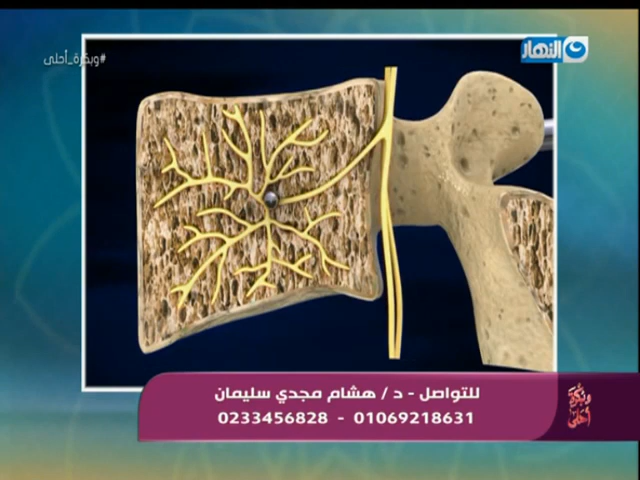 #وبكرة_أحلى
النهار
للتواصل - د / هشام مجدي سليمان
0233456828 - 01069218631
وبكرة
أحلى